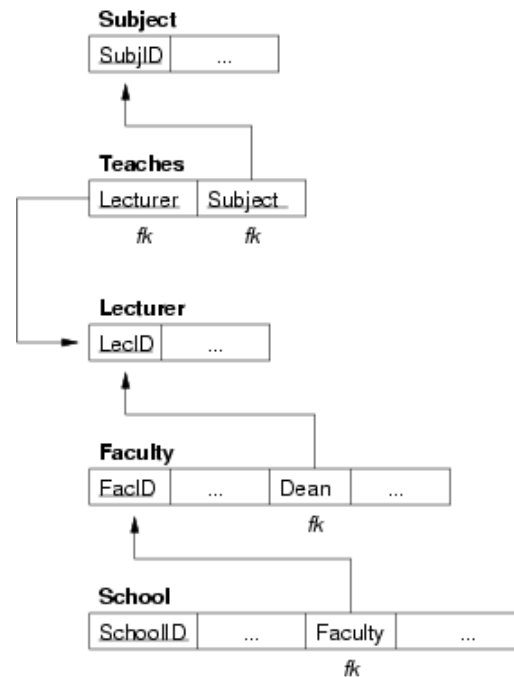 Subject
SubjID ...
Teaches
Lecturer Subject
fk fk
Lecturer
LecID ...
Faculty
FacID ... Dean ...
fk
School
SchoolID ... Faculty ...
fk